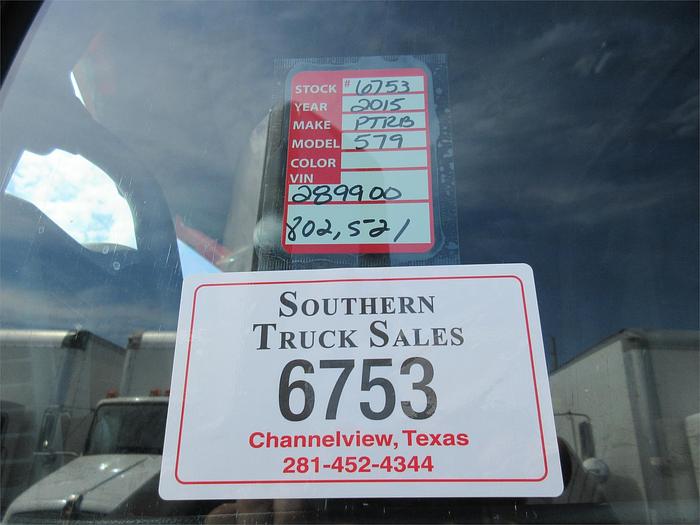 STOCK # 6753
YEAR 2015
MAKE PTRB
MODEL 579
COLOR
VIN
289900
802,521
SOUTHERN
TRUCK SALES
6753
Channelview, Texas
281-452-4344